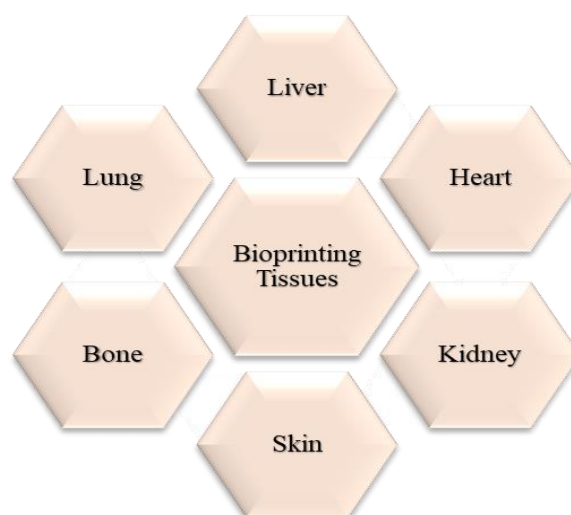 Liver
Lung
Heart
Bioprinting
Tissues
Bone
Kidney
Skin